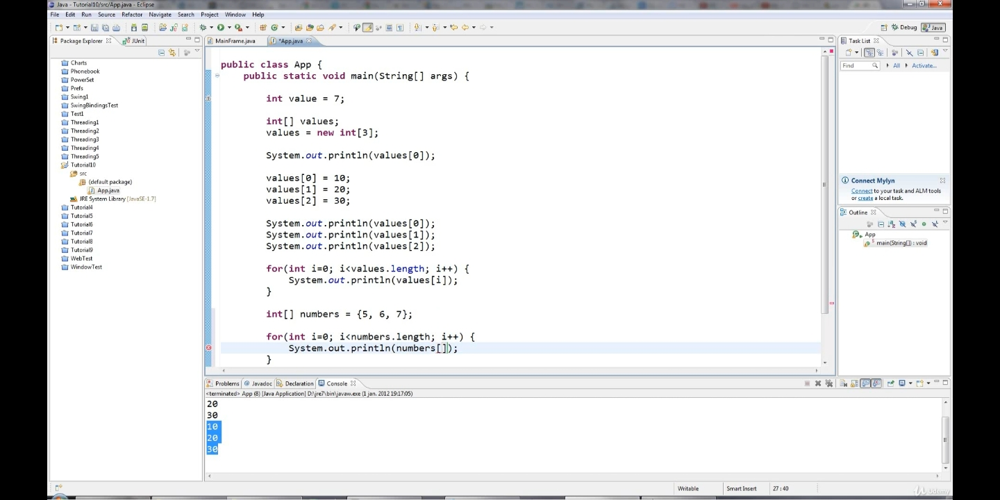 Java - Tutorial10/src/App.java - Eclipse
File Edit Run Source Refactor Navigate Search Project Window Help
Debug Java
Package Explorer JUnit
MainFrame.java *App.java
Task List
Find All Activate...
Charts
Phonebook
PowerSet
Prefs
Swing1
SwingBindingsTest
Test1
Threading1
Threading2
Threading3
Threading4
Threading5
Tutorial10
src
(default package)
App.java
JRE System Library [JavaSE-1.7]
Tutorial4
Tutorial5
Tutorial6
Tutorial7
Tutorial8
Tutorial9
WebTest
WindowTest
public class App {
public static void main(String[] args) {
int value = 7;
int[] values;
values = new int[3];
System.out.println(values[0]);
values[0] = 10;
values[1] = 20;
values[2] = 30;
System.out.println(values[0]);
System.out.println(values[1]);
System.out.println(values[2]);
for(int i=0; i<values.length; i++) {
System.out.println(values[i]);
}
int[] numbers = {5, 6, 7};
for(int i=0; i<numbers.length; i++) {
System.out.println(numbers[]);
}
Connect Mylyn
Connect to your task and ALM tools
or create a local task.
Outline
App
main(String[]) : void
Problems Javadoc Declaration Console
<terminated> App (8) [Java Application] D:\jre7\bin\javaw.exe (1 jan. 2012 19:17:05)
20
30
10
20
30
Writable Smart Insert 27 : 40
Udemy